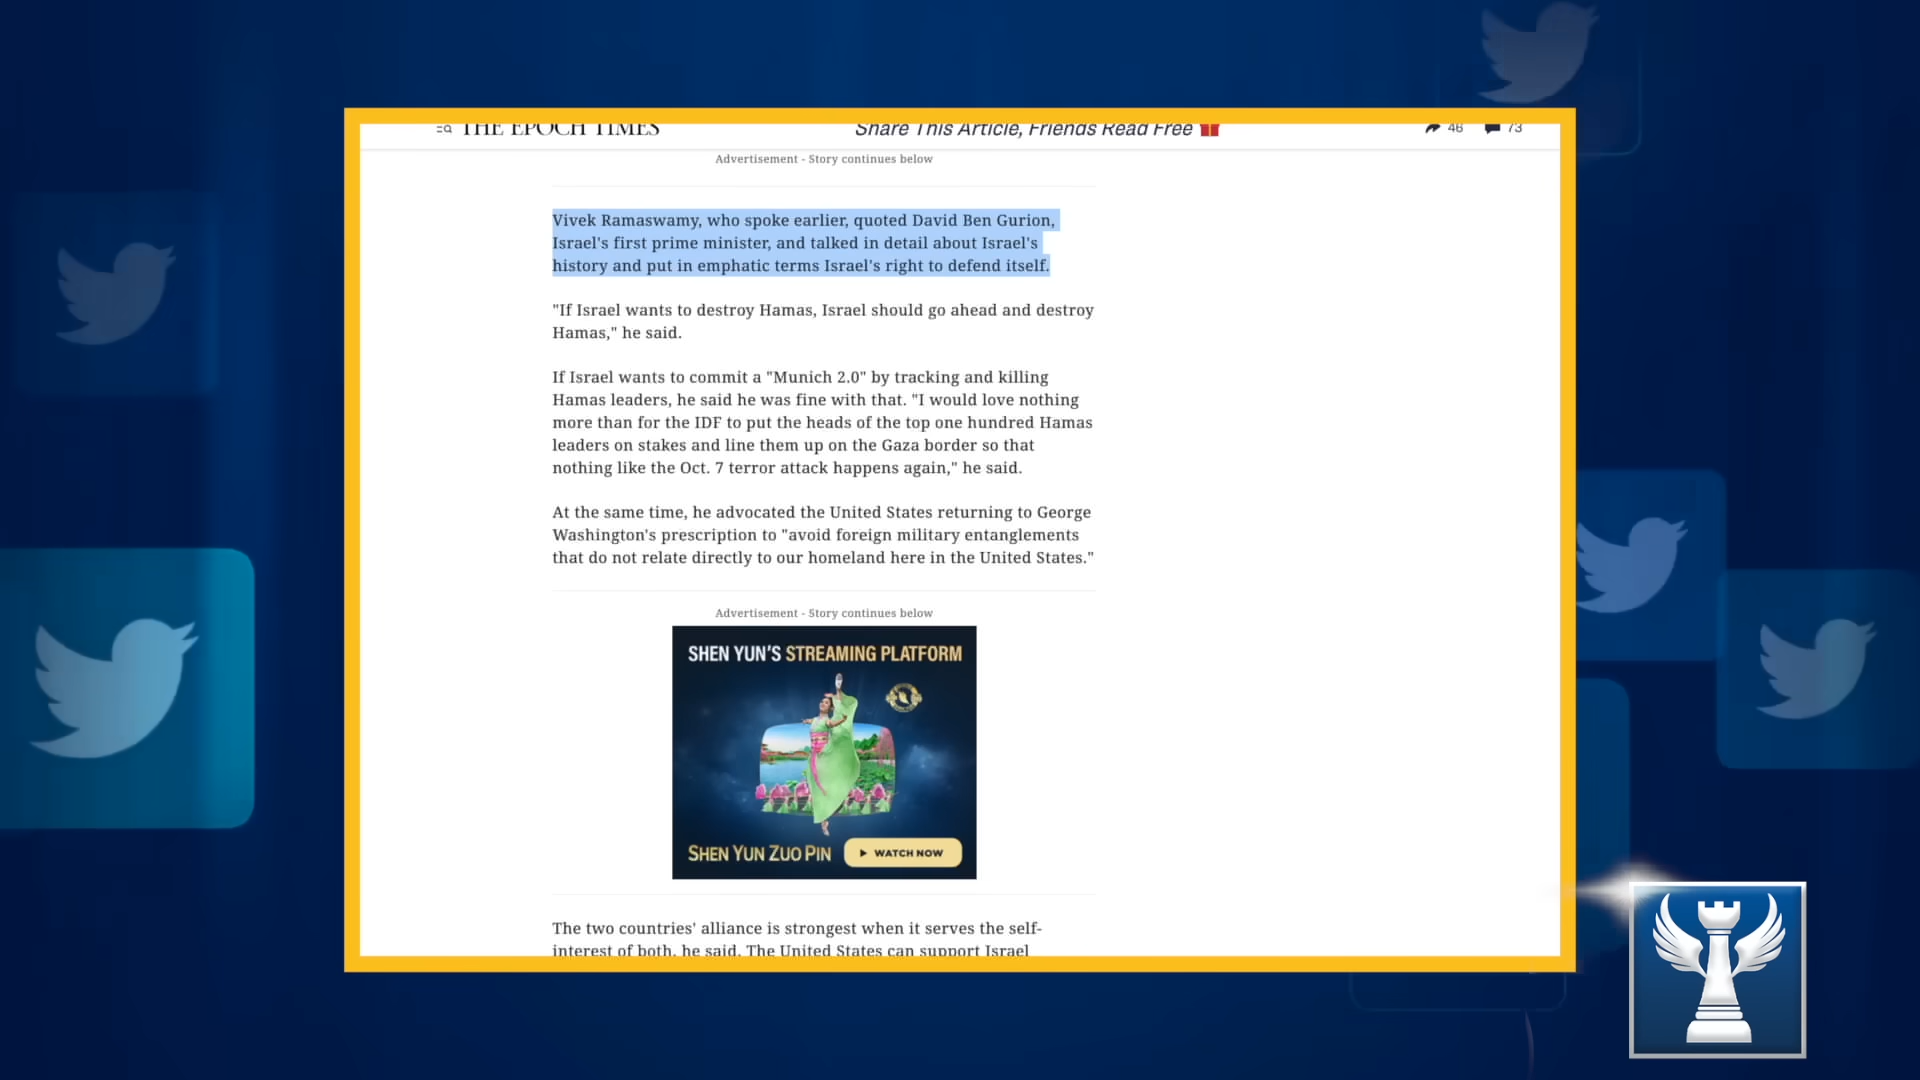 THE EPOCH TIMES
Share This Article, Friends Read Free
46
73
Advertisement - Story continues below
Vivek Ramaswamy, who spoke earlier, quoted David Ben Gurion,
Israel's first prime minister, and talked in detail about Israel's
history and put in emphatic terms Israel's right to defend itself.
"If Israel wants to destroy Hamas, Israel should go ahead and destroy
Hamas," he said.
If Israel wants to commit a "Munich 2.0" by tracking and killing
Hamas leaders, he said he was fine with that. "I would love nothing
more than for the IDF to put the heads of the top one hundred Hamas
leaders on stakes and line them up on the Gaza border so that
nothing like the Oct. 7 terror attack happens again," he said.
At the same time, he advocated the United States returning to George
Washington's prescription to "avoid foreign military entanglements
that do not relate directly to our homeland here in the United States."
Advertisement - Story continues below
SHEN YUN'S STREAMING PLATFORM
SHEN YUN ZUO PIN
WATCH NOW
The two countries' alliance is strongest when it serves the self-
interest of both, he said. The United States can support Israel